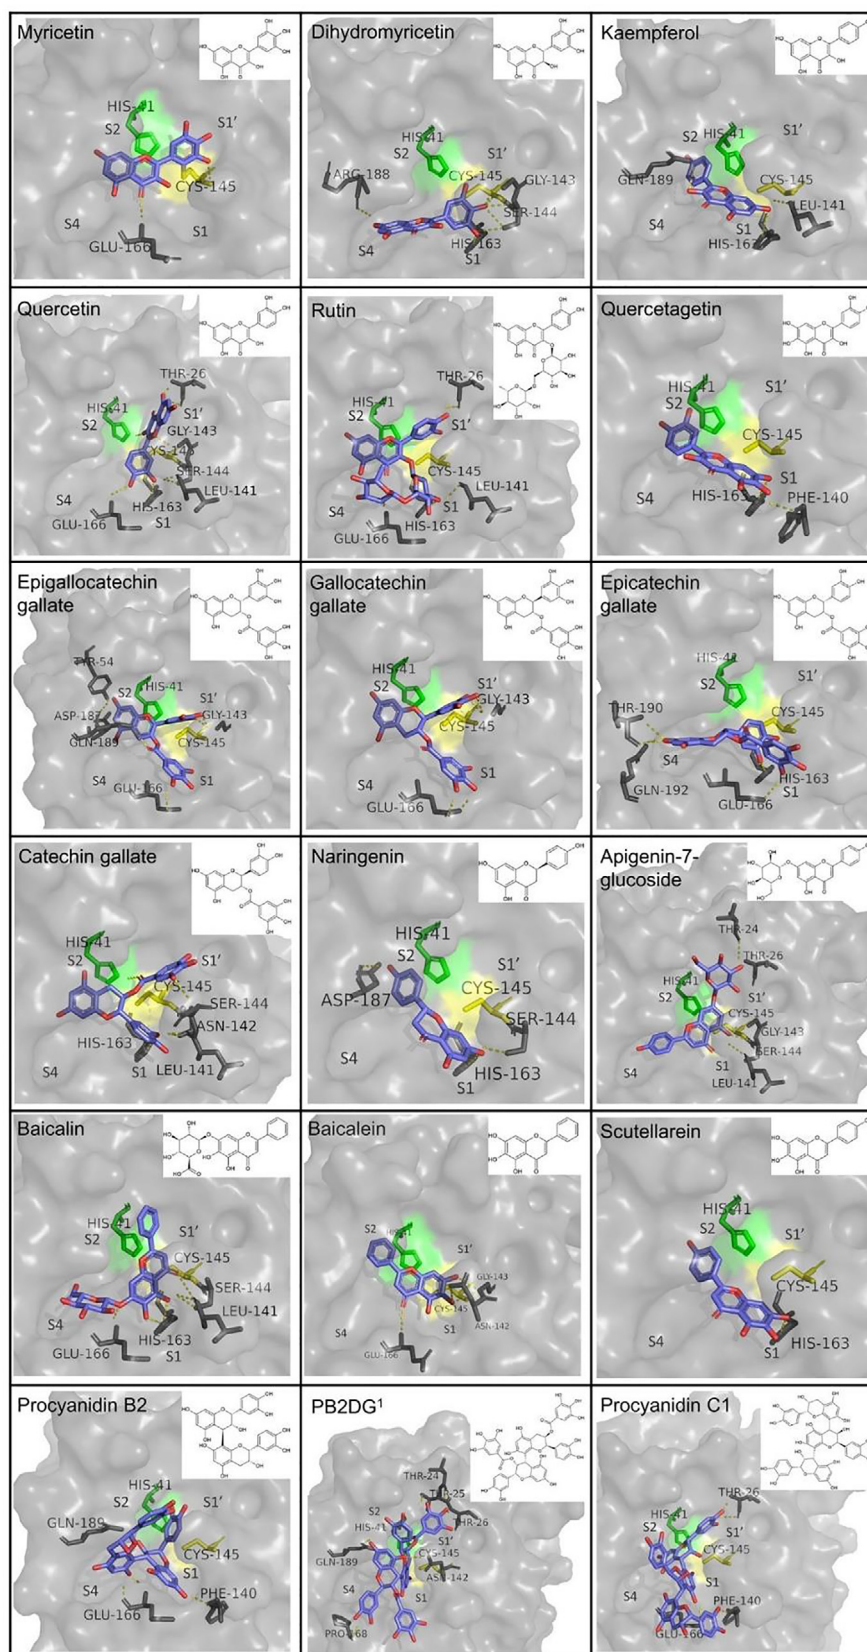 Myricetin
HIS-41
S2
S1'
CYS-145
S4
S1
GLU-166
Dihydromyricetin
HIS-41
S1'
S2
ARG-188
CYS-145
GLY-143
SER-144
S4
HIS-163
S1
Kaempferol
S2
HIS-41
S1'
GLN-189
CYS-145
LEU-141
S4
S1
HIS-163
Quercetin
THR-26
HIS-41
S1'
S2
GLY-143
CYS-145
SER-144
S4
LEU-141
HIS-163
GLU-166
S1
Rutin
THR-26
HIS-41
S2
S1'
CYS-145
LEU-141
S4
S1
HIS-163
GLU-166
Quercetagetin
HIS-41
S1'
S2
CYS-145
S1
S4
HIS-163
PHE-140
Epigallocatechin
gallate
TYR-54
HIS-41
S2
S1'
ASP-187
GLY-143
GLN-189
CYS-145
S4
S1
GLU-166
Gallocatechin
gallate
HIS-41
S1'
S2
GLY-143
CYS-145
S4
S1
GLU-166
Epicatechin
gallate
HIS-41
S2
S1'
THR-190
CYS-145
S4
HIS-163
GLN-192
GLU-166
S1
Catechin gallate
HIS-41
S2
S1'
CYS-145
SER-144
ASN-142
HIS-163
S4
S1
LEU-141
Naringenin
HIS-41
S2
S1'
ASP-187
CYS-145
SER-144
S4
HIS-163
S1
Apigenin-7-
glucoside
THR-24
THR-26
HIS-41
S2
S1'
CYS-145
GLY-143
SER-144
S4
S1
LEU-141
Baicalin
HIS-41
S1'
S2
CYS-145
SER-144
LEU-141
S4
HIS-163
GLU-166
S1
Baicalein
S2
HIS-41
S1'
GLY-143
CYS-145
S4
S1
ASN-142
GLU-166
Scutellarein
HIS-41
S2
S1'
CYS-145
S4
HIS-163
S1
Procyanidin B2
HIS-41
S2
S1'
GLN-189
CYS-145
S1
S4
PHE-140
GLU-166
PB2DG¹
THR-24
THR-25
S2
THR-26
HIS-41
S1'
GLN-189
CYS-145
ASN-142
S4
S1
PRO-168
Procyanidin C1
THR-26
HIS-41
S2
S1'
CYS-145
S1
S4
PHE-140
GLU-166